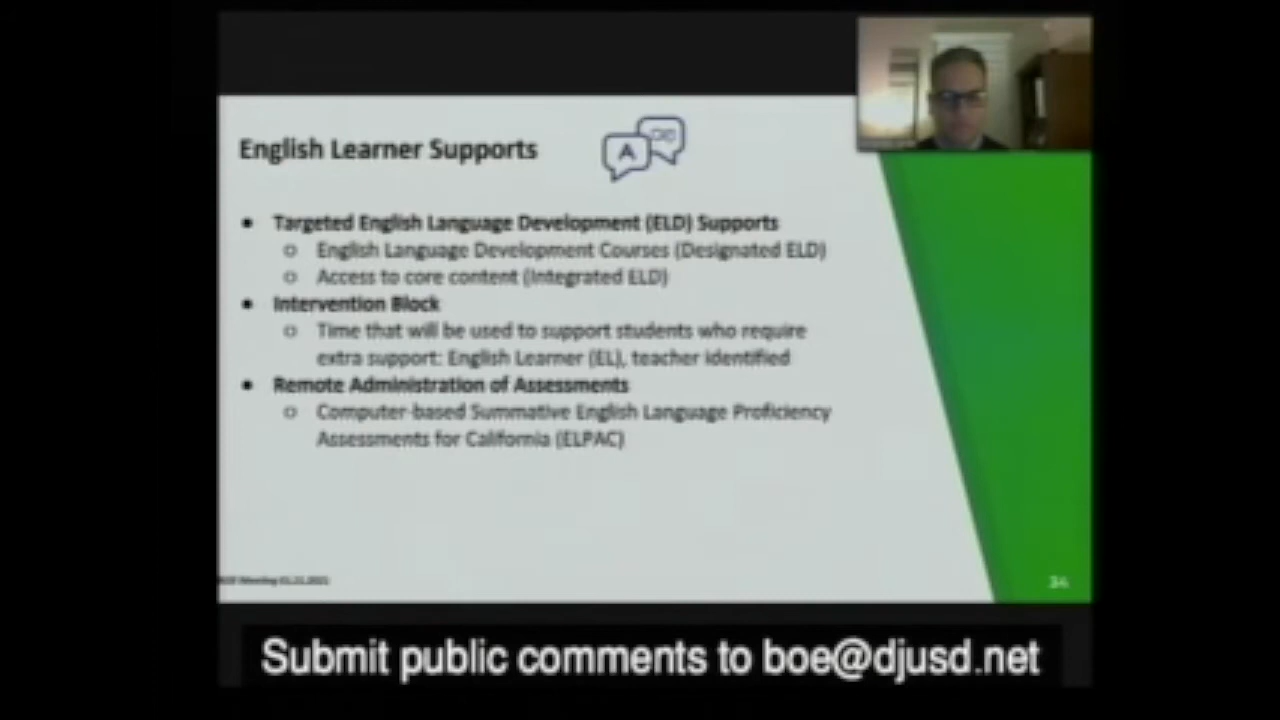 English Learner Supports
A
● Targeted English Language Development (ELD) Supports
○ English Language Development Courses (Designated ELD)
○ Access to core content (Integrated ELD)
● Intervention Block
○ Time that will be used to support students who require
extra support: English Learner (EL), teacher identified
● Remote Administration of Assessments
○ Computer-based Summative English Language Proficiency
Assessments for California (ELPAC)
Meeting
34
Submit public comments to boe@djusd.net